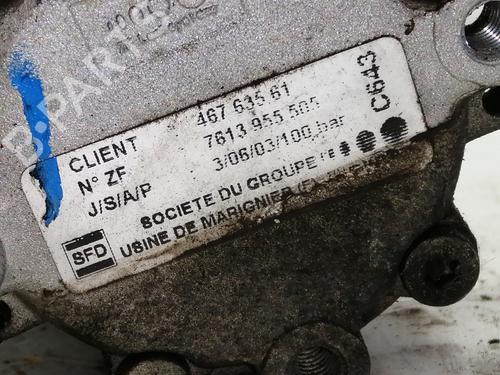 CLIENT 467 635 61
N° ZF 7613 955 505
J/S/A/P 3/06/03/100.bar
C643
SOCIETE DU GROUPE
USINE DE MARIGNIER
SFD